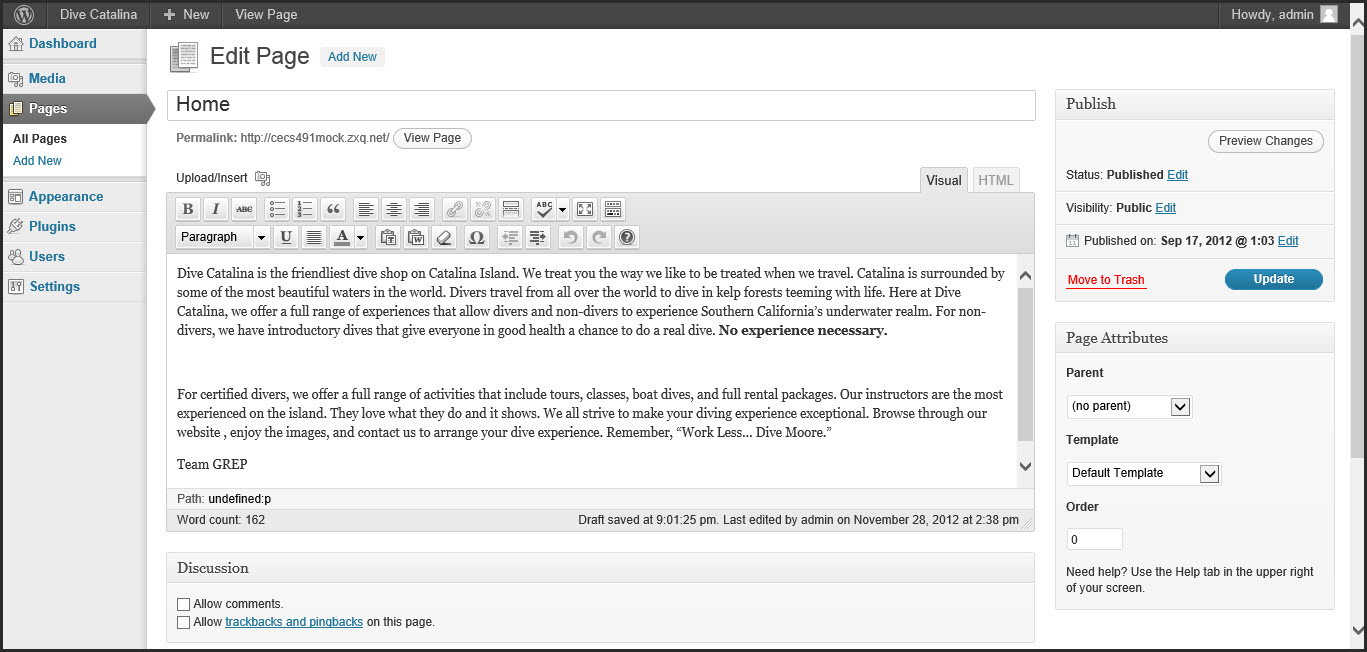 Dive Catalina + New View Page Howdy, admin
Dashboard
Media
Pages
All Pages
Add New
Appearance
Plugins
Users
Settings
Edit Page Add New
Home
Permalink: http://cecs491mock.zxq.net/ View Page
Upload/Insert Visual HTML
B I ABC ABC
Paragraph U A T W Ω ?
Dive Catalina is the friendliest dive shop on Catalina Island. We treat you the way we like to be treated when we travel. Catalina is surrounded by
some of the most beautiful waters in the world. Divers travel from all over the world to dive in kelp forests teeming with life. Here at Dive
Catalina, we offer a full range of experiences that allow divers and non-divers to experience Southern California’s underwater realm. For non-
divers, we have introductory dives that give everyone in good health a chance to do a real dive. No experience necessary.
For certified divers, we offer a full range of activities that include tours, classes, boat dives, and full rental packages. Our instructors are the most
experienced on the island. They love what they do and it shows. We all strive to make your diving experience exceptional. Browse through our
website , enjoy the images, and contact us to arrange your dive experience. Remember, “Work Less... Dive Moore.”
Team GREP
Path: undefined:p
Word count: 162 Draft saved at 9:01:25 pm. Last edited by admin on November 28, 2012 at 2:38 pm
Discussion
Allow comments.
Allow trackbacks and pingbacks on this page.
Publish
Preview Changes
Status: Published Edit
Visibility: Public Edit
Published on: Sep 17, 2012 @ 1:03 Edit
Move to Trash Update
Page Attributes
Parent
(no parent)
Template
Default Template
Order
0
Need help? Use the Help tab in the upper right
of your screen.